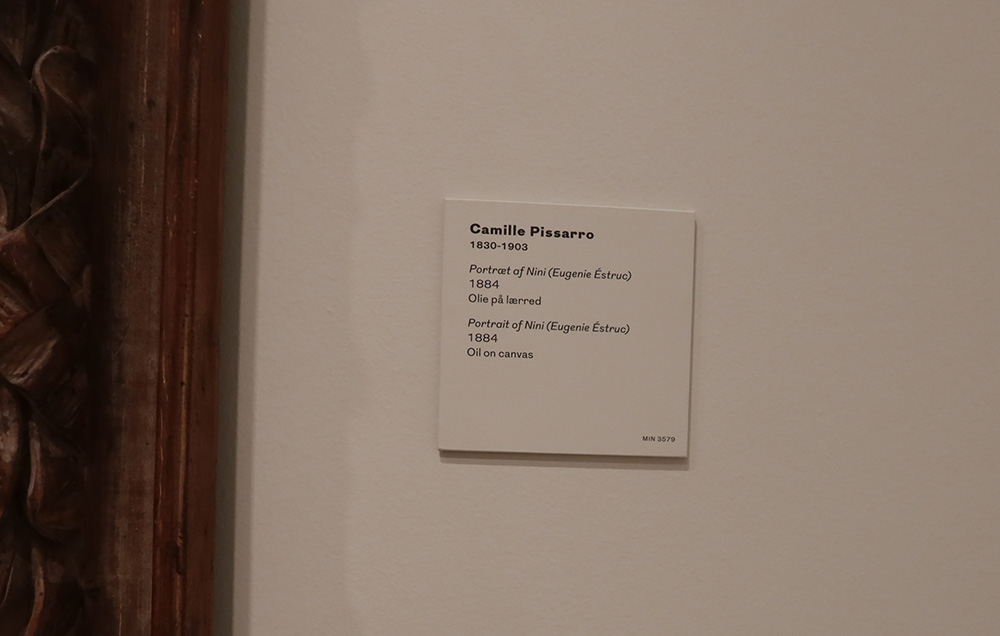 Camille Pissarro
1830-1903
Portræt af Nini (Eugenie Éstruc)
1884
Olie på lærred
Portrait of Nini (Eugenie Éstruc)
1884
Oil on canvas
MIN 3579